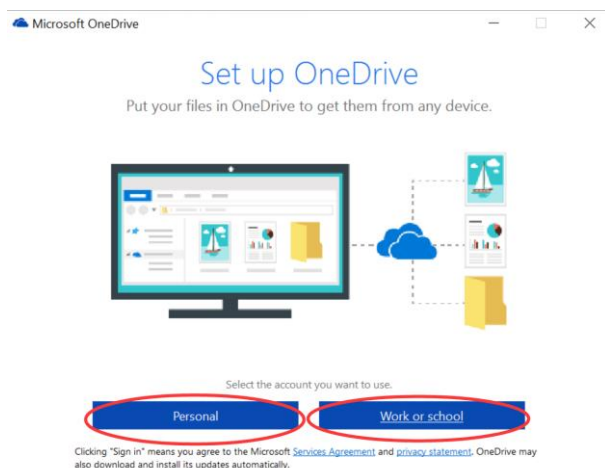 Microsoft OneDrive
Set up OneDrive
Put your files in OneDrive to get them from any device.
Select the account you want to use.
Personal
Work or school
Clicking "Sign in" means you agree to the Microsoft Services Agreement and privacy statement. OneDrive may
also download and install its updates automatically.